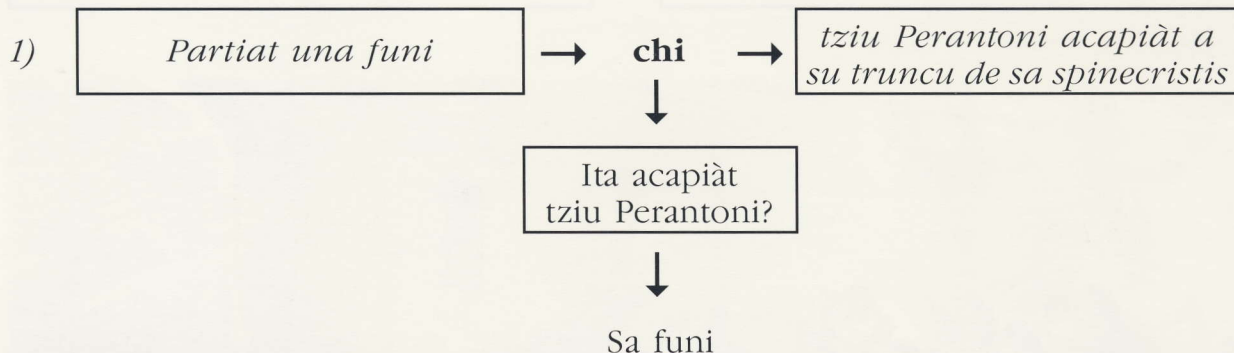 1) Partiat una funi → chi → tziu Perantoni acapiàt a
su truncu de sa spinecristis
↓
Ita acapiàt
tziu Perantoni?
↓
Sa funi